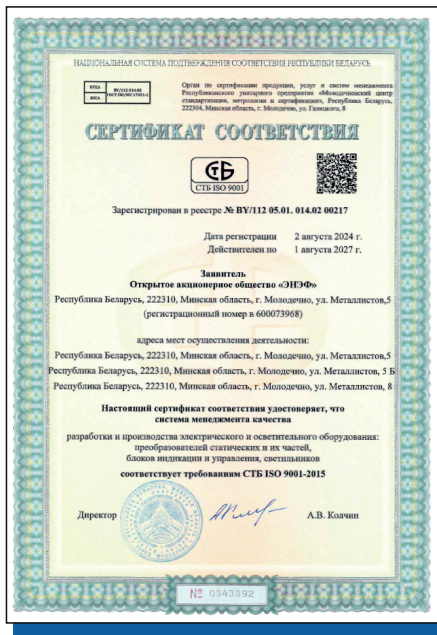 НАЦИОНАЛЬНАЯ СИСТЕМА ПОДТВЕРЖДЕНИЯ СООТВЕТСТВИЯ РЕСПУБЛИКИ БЕЛАРУСЬ
Орган по сертификации продукции, услуг и систем менеджмента
Республиканского унитарного предприятия «Молодечненский центр
стандартизации, метрологии и сертификации», Республика Беларусь,
222304, Минская область, г. Молодечно, ул. Галицкого, 8
СЕРТИФИКАТ СООТВЕТСТВИЯ
СТБ
СТБ ISO 9001
Зарегистрирован в реестре № BY/112 05.01. 014.02 00217
Дата регистрации 2 августа 2024 г.
Действителен по 1 августа 2027 г.
Заявитель
Открытое акционерное общество «ЭНЭФ»
Республика Беларусь, 222310, Минская область, г. Молодечно, ул. Металлистов,5
(регистрационный номер в 600073968)
адреса мест осуществления деятельности:
Республика Беларусь, 222310, Минская область, г. Молодечно, ул. Металлистов,5
Республика Беларусь, 222310, Минская область, г. Молодечно, ул. Металлистов, 5 Б
Республика Беларусь, 222310, Минская область, г. Молодечно, ул. Металлистов, 8
Настоящий сертификат соответствия удостоверяет, что
система менеджмента качества
разработки и производства электрического и осветительного оборудования:
преобразователей статических и их частей,
блоков индикации и управления, светильников
соответствует требованиям СТБ ISO 9001-2015
Директор А.В. Колчин
№ 0343892